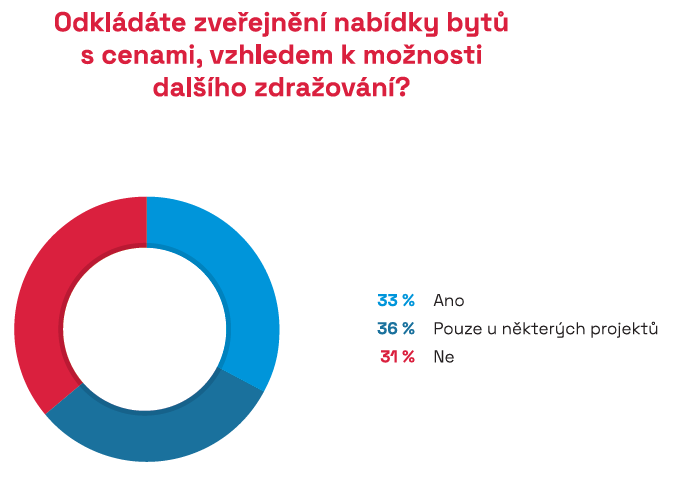 Odkládáte zveřejnění nabídky bytů
s cenami, vzhledem k možnosti
dalšího zdražování?
33 % Ano
36 % Pouze u některých projektů
31 % Ne